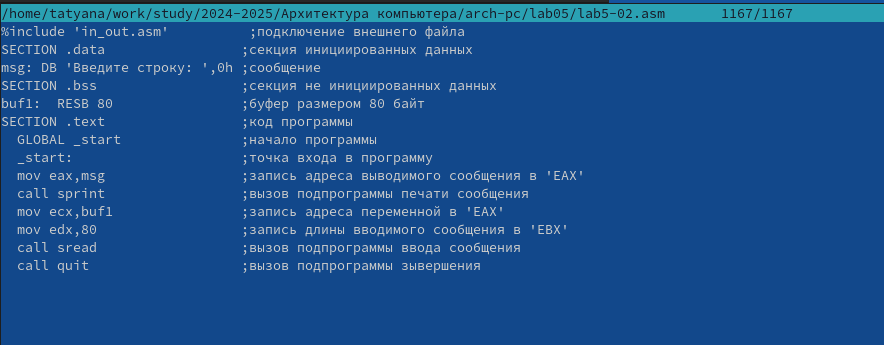 /home/tatyana/work/study/2024-2025/Архитектура компьютера/arch-pc/lab05/lab5-02.asm 1167/1167
%include 'in_out.asm' ;подключение внешнего файла
SECTION .data ;секция инициированных данных
msg: DB 'Введите строку: ',0h ;сообщение
SECTION .bss ;секция не инициированных данных
buf1: RESB 80 ;буфер размером 80 байт
SECTION .text ;код программы
GLOBAL _start ;начало программы
_start: ;точка входа в программу
mov eax,msg ;запись адреса выводимого сообщения в 'EAX'
call sprint ;вызов подпрограммы печати сообщения
mov ecx,buf1 ;запись адреса переменной в 'EAX'
mov edx,80 ;запись длины вводимого сообщения в 'EBX'
call sread ;вызов подпрограммы ввода сообщения
call quit ;вызов подпрограммы зывершения